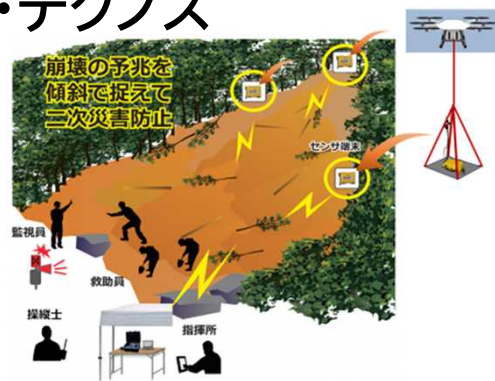 ・テクノス
崩壊の予兆を
傾斜で捉えて
二次災害防止
センサ端末
監視員
救助員
操縦士
指揮所